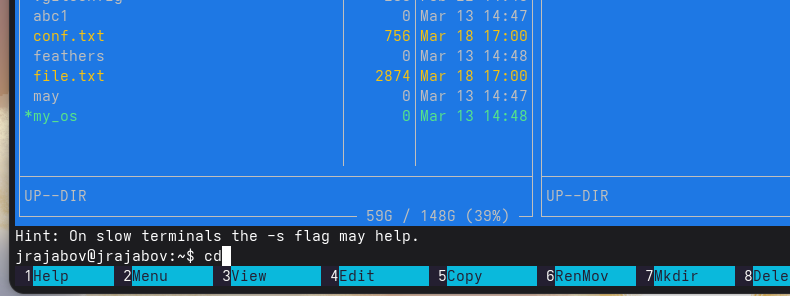 abc1 0 Mar 13 14:47
conf.txt 756 Mar 18 17:00
feathers 0 Mar 13 14:48
file.txt 2874 Mar 18 17:00
may 0 Mar 13 14:47
*my_os 0 Mar 13 14:48
UP--DIR UP--DIR
59G / 148G (39%)
Hint: On slow terminals the -s flag may help.
jrajabov@jrajabov:~$ cd
1Help 2Menu 3View 4Edit 5Copy 6RenMov 7Mkdir 8Dele